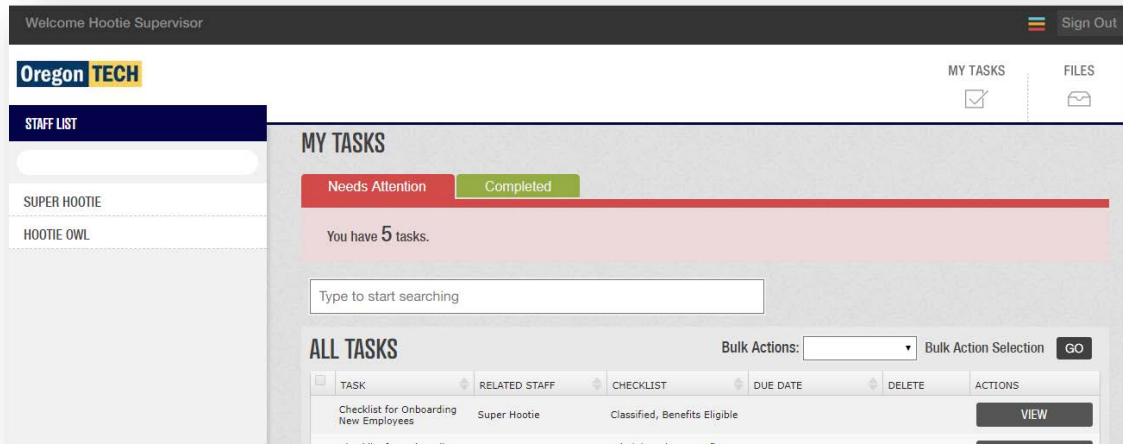 Welcome Hootie Supervisor
Sign Out
Oregon TECH
MY TASKS
FILES
STAFF LIST
SUPER HOOTIE
HOOTIE OWL
MY TASKS
Needs Attention
Completed
You have 5 tasks.
Type to start searching
ALL TASKS
Bulk Actions:
Bulk Action Selection
GO
TASK
RELATED STAFF
CHECKLIST
DUE DATE
DELETE
ACTIONS
Checklist for Onboarding
New Employees
Super Hootie
Classified, Benefits Eligible
VIEW